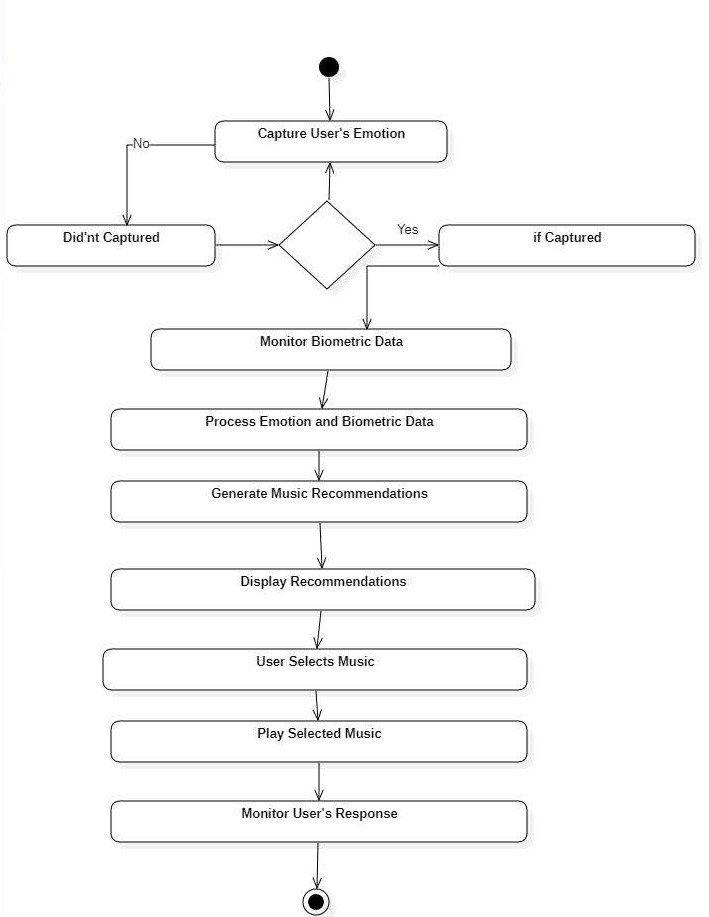 Capture User's Emotion
No
Yes
Did'nt Captured
if Captured
Monitor Biometric Data
Process Emotion and Biometric Data
Generate Music Recommendations
Display Recommendations
User Selects Music
Play Selected Music
Monitor User's Response